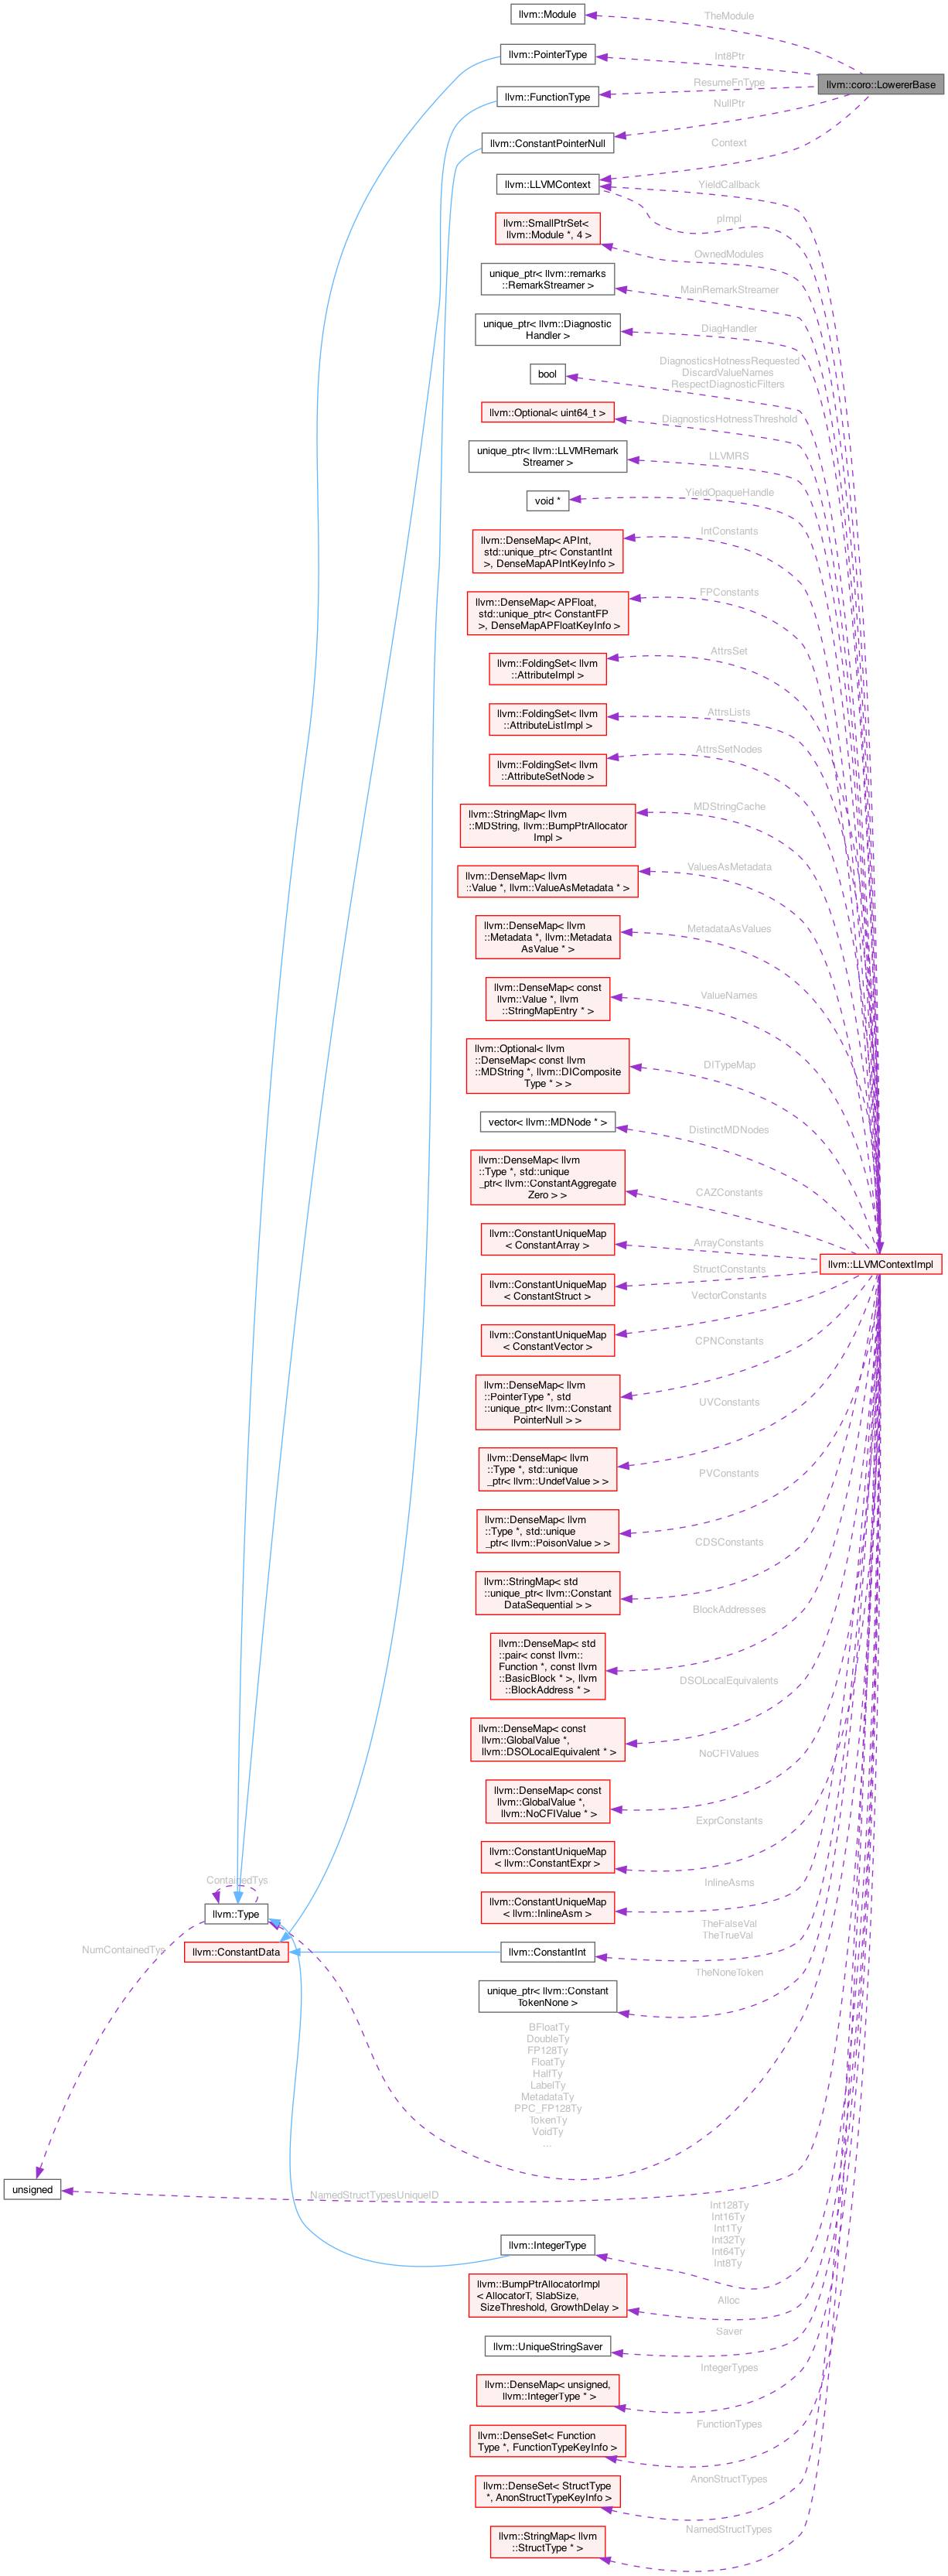 llvm::Module
TheModule
llvm::PointerType
Int8Ptr
llvm::coro::LowererBase
ResumeFnType
llvm::FunctionType
NullPtr
llvm::ConstantPointerNull
Context
llvm::LLVMContext
YieldCallback
pImpl
llvm::SmallPtrSet<
llvm::Module *, 4 >
OwnedModules
unique_ptr< llvm::remarks
::RemarkStreamer >
MainRemarkStreamer
unique_ptr< llvm::Diagnostic
Handler >
DiagHandler
bool
DiagnosticsHotnessRequested
DiscardValueNames
RespectDiagnosticFilters
llvm::Optional< uint64_t >
DiagnosticsHotnessThreshold
unique_ptr< llvm::LLVMRemark
Streamer >
LLVMRS
void *
YieldOpaqueHandle
llvm::DenseMap< APInt,
std::unique_ptr< ConstantInt
>, DenseMapAPIntKeyInfo >
IntConstants
llvm::DenseMap< APFloat,
std::unique_ptr< ConstantFP
>, DenseMapAPFloatKeyInfo >
FPConstants
llvm::FoldingSet< llvm
::AttributeImpl >
AttrsSet
llvm::FoldingSet< llvm
::AttributeListImpl >
AttrsLists
llvm::FoldingSet< llvm
::AttributeSetNode >
AttrsSetNodes
llvm::StringMap< llvm
::MDString, llvm::BumpPtrAllocator
Impl >
MDStringCache
llvm::DenseMap< llvm
::Value *, llvm::ValueAsMetadata * >
ValuesAsMetadata
llvm::DenseMap< llvm
::Metadata *, llvm::Metadata
AsValue * >
MetadataAsValues
llvm::DenseMap< const
llvm::Value *, llvm
::StringMapEntry * >
ValueNames
llvm::Optional< llvm
::DenseMap< const llvm
::MDString *, llvm::DIComposite
Type * > >
DITypeMap
vector< llvm::MDNode * >
DistinctMDNodes
llvm::DenseMap< llvm
::Type *, std::unique
_ptr< llvm::ConstantAggregate
Zero > >
CAZConstants
llvm::ConstantUniqueMap
< ConstantArray >
ArrayConstants
llvm::LLVMContextImpl
llvm::ConstantUniqueMap
< ConstantStruct >
StructConstants
llvm::ConstantUniqueMap
< ConstantVector >
VectorConstants
llvm::DenseMap< llvm
::PointerType *, std
::unique_ptr< llvm::Constant
PointerNull > >
CPNConstants
llvm::DenseMap< llvm
::Type *, std::unique
_ptr< llvm::UndefValue > >
UVConstants
llvm::DenseMap< llvm
::Type *, std::unique
_ptr< llvm::PoisonValue > >
PVConstants
llvm::StringMap< std
::unique_ptr< llvm::Constant
DataSequential > >
CDSConstants
llvm::DenseMap< std
::pair< const llvm::
Function *, const llvm
::BasicBlock * >, llvm
::BlockAddress * >
BlockAddresses
llvm::DenseMap< const
llvm::GlobalValue *,
llvm::DSOLocalEquivalent * >
DSOLocalEquivalents
llvm::DenseMap< const
llvm::GlobalValue *,
llvm::NoCFIValue * >
NoCFIValues
llvm::ConstantUniqueMap
< llvm::ConstantExpr >
ExprConstants
llvm::ConstantUniqueMap
< llvm::InlineAsm >
InlineAsms
ContainedTys
llvm::Type
NumContainedTys
llvm::ConstantData
llvm::ConstantInt
TheFalseVal
TheTrueVal
unique_ptr< llvm::Constant
TokenNone >
TheNoneToken
BFloatTy
DoubleTy
FP128Ty
FloatTy
HalfTy
LabelTy
MetadataTy
PPC_FP128Ty
TokenTy
VoidTy
...
unsigned
NamedStructTypesUniqueID
llvm::IntegerType
Int128Ty
Int16Ty
Int1Ty
Int32Ty
Int64Ty
Int8Ty
llvm::BumpPtrAllocatorImpl
< AllocatorT, SlabSize,
SizeThreshold, GrowthDelay >
Alloc
llvm::UniqueStringSaver
Saver
llvm::DenseMap< unsigned,
llvm::IntegerType * >
IntegerTypes
llvm::DenseSet< Function
Type *, FunctionTypeKeyInfo >
FunctionTypes
llvm::DenseSet< StructType
*, AnonStructTypeKeyInfo >
AnonStructTypes
llvm::StringMap< llvm
::StructType * >
NamedStructTypes